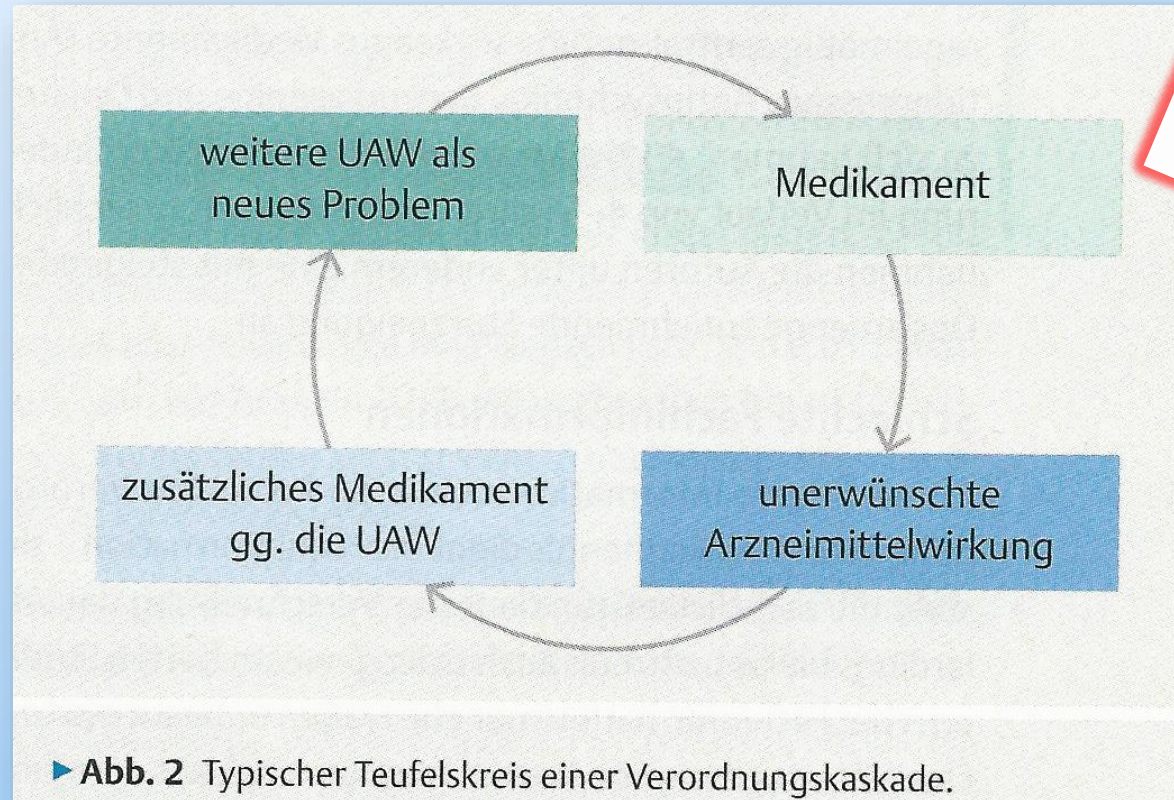 weitere UAW als
neues Problem
Medikament
zusätzliches Medikament
gg. die UAW
unerwünschte
Arzneimittelwirkung
▶ Abb. 2 Typischer Teufelskreis einer Verordnungskaskade.